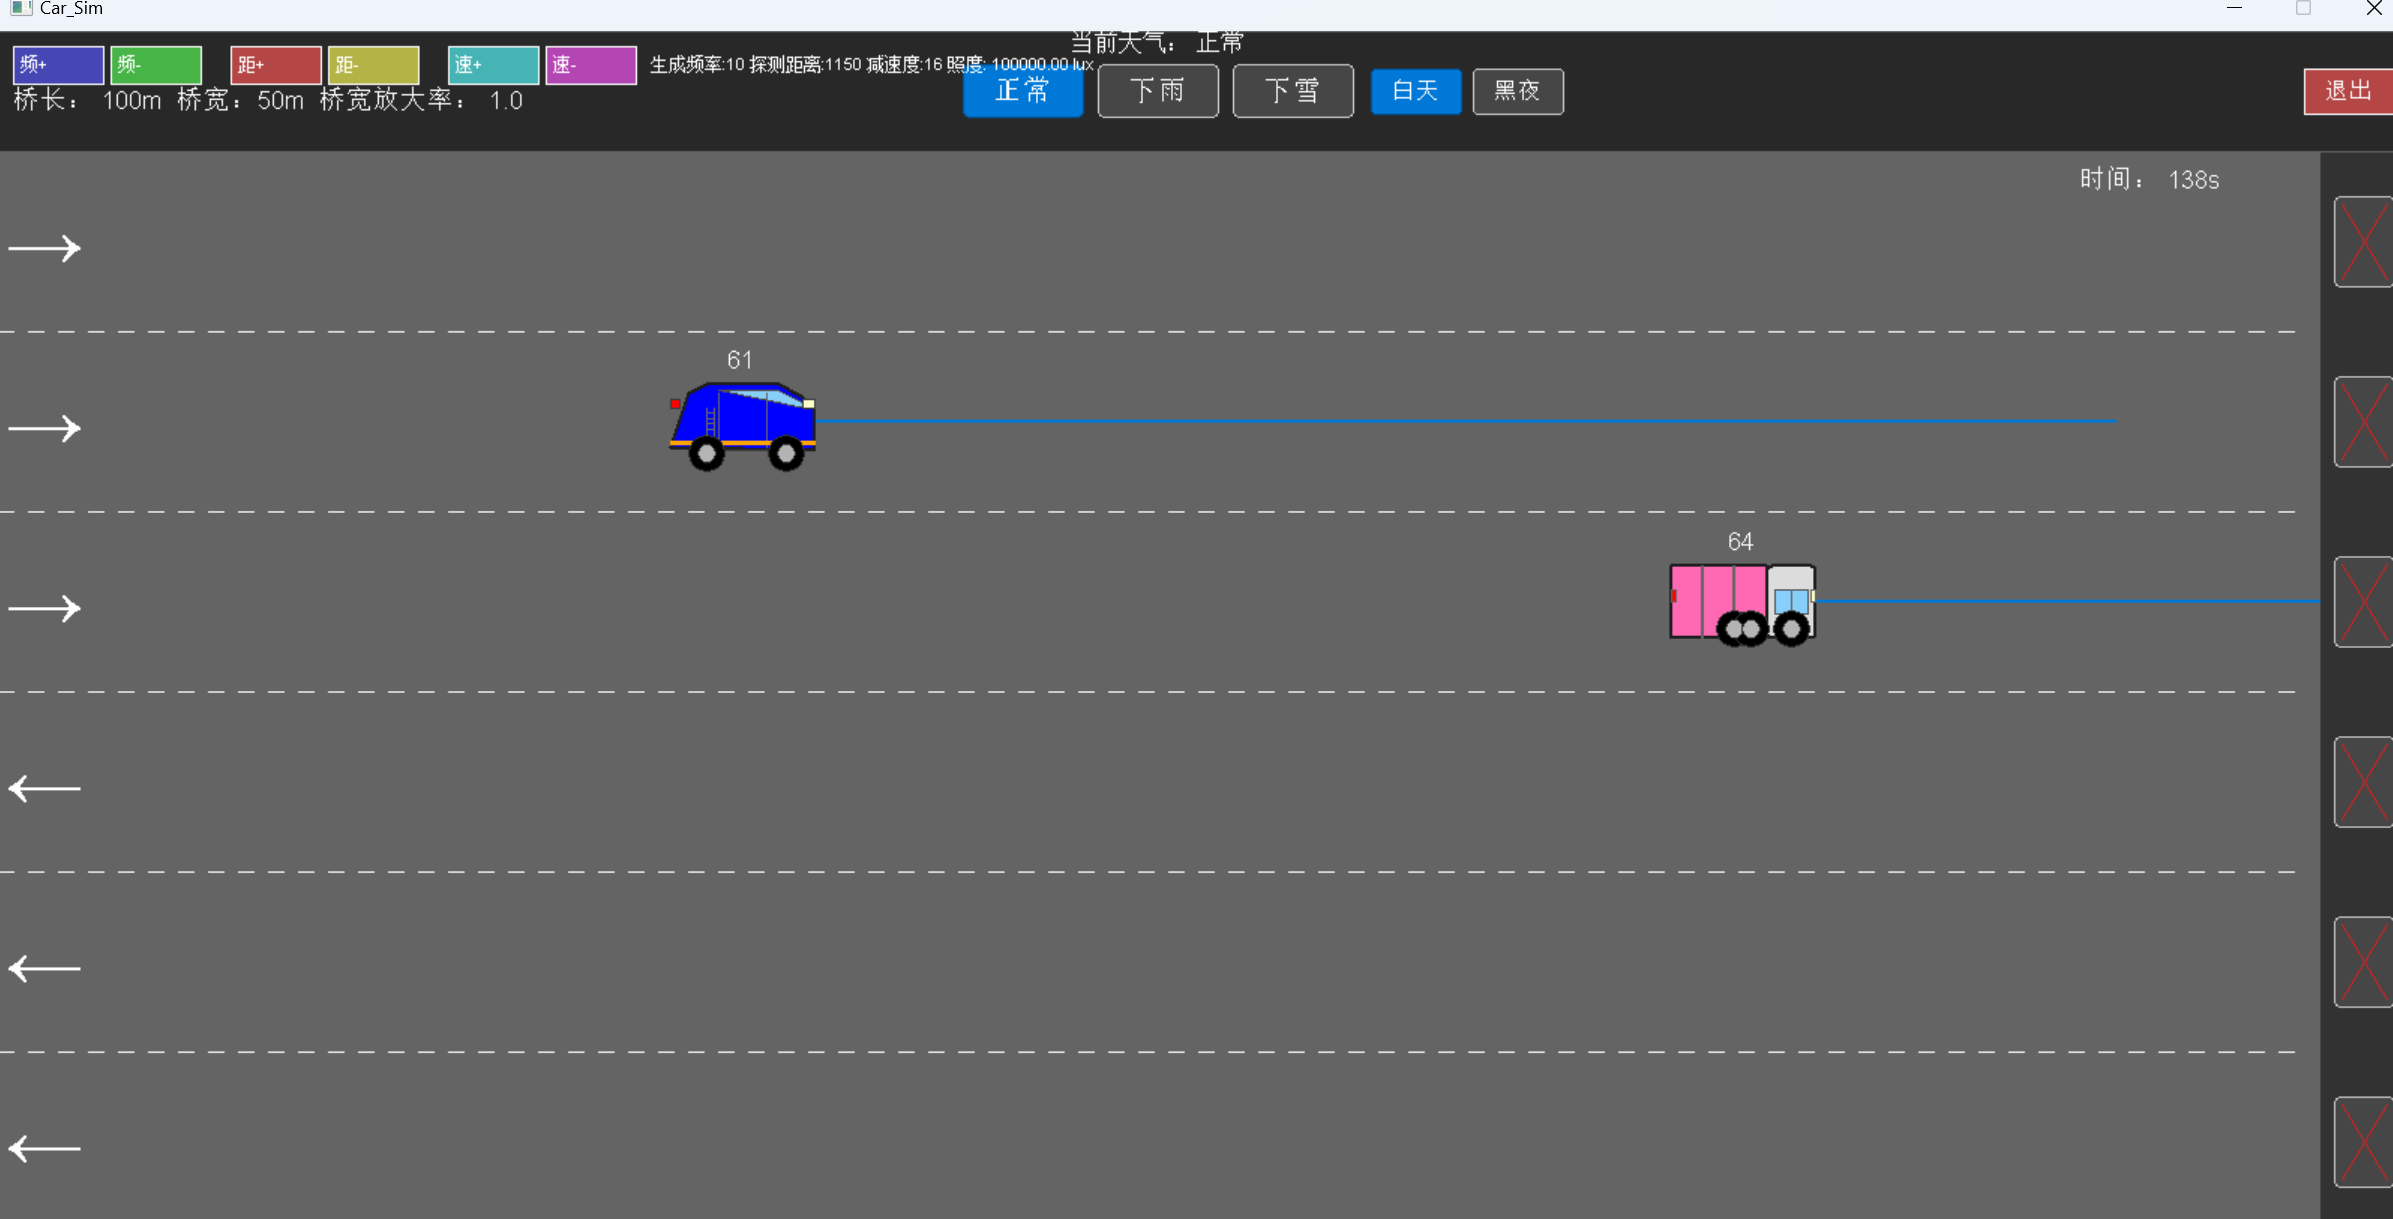 Car_Sim
当前天气： 正常
频+ 频- 距+ 距- 速+ 速- 生成频率:10 探测距离:1150 减速度:16 照度: 100000.00 lux
正常 下雨 下雪 白天 黑夜 退出
桥长： 100m 桥宽：50m 桥宽放大率： 1.0
时间： 138s
61
64